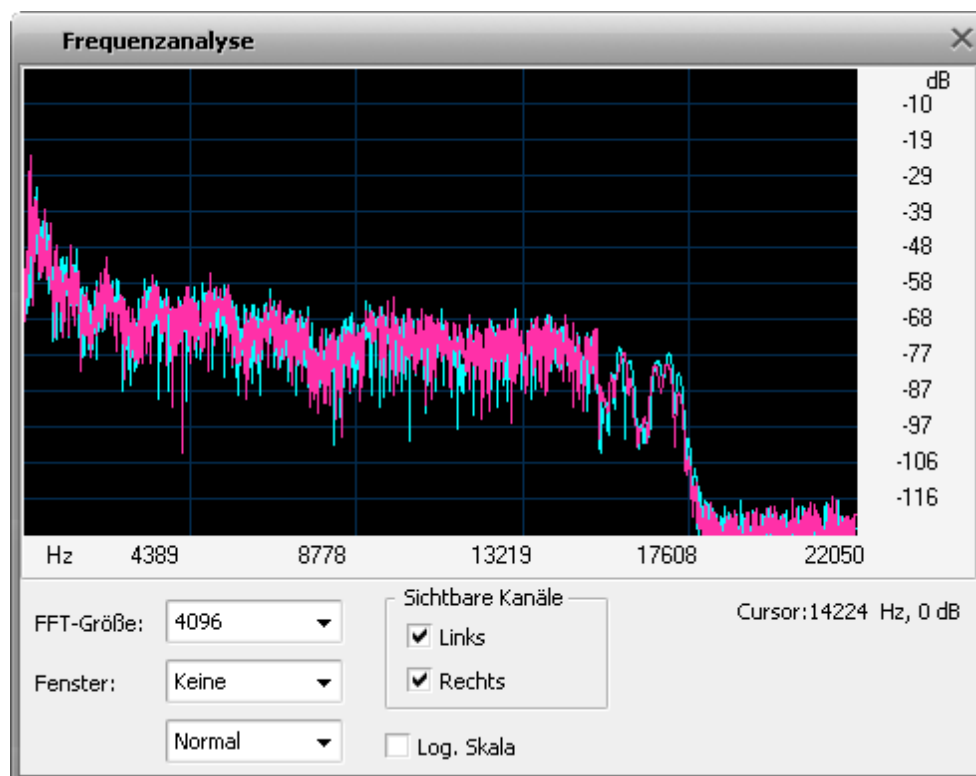 Frequenzanalyse
dB
-10
-19
-29
-39
-48
-58
-68
-77
-87
-97
-106
-116
Hz 4389 8778 13219 17608 22050
FFT-Größe: 4096
Fenster: Keine
Normal
Sichtbare Kanäle
Links
Rechts
Log. Skala
Cursor:14224 Hz, 0 dB